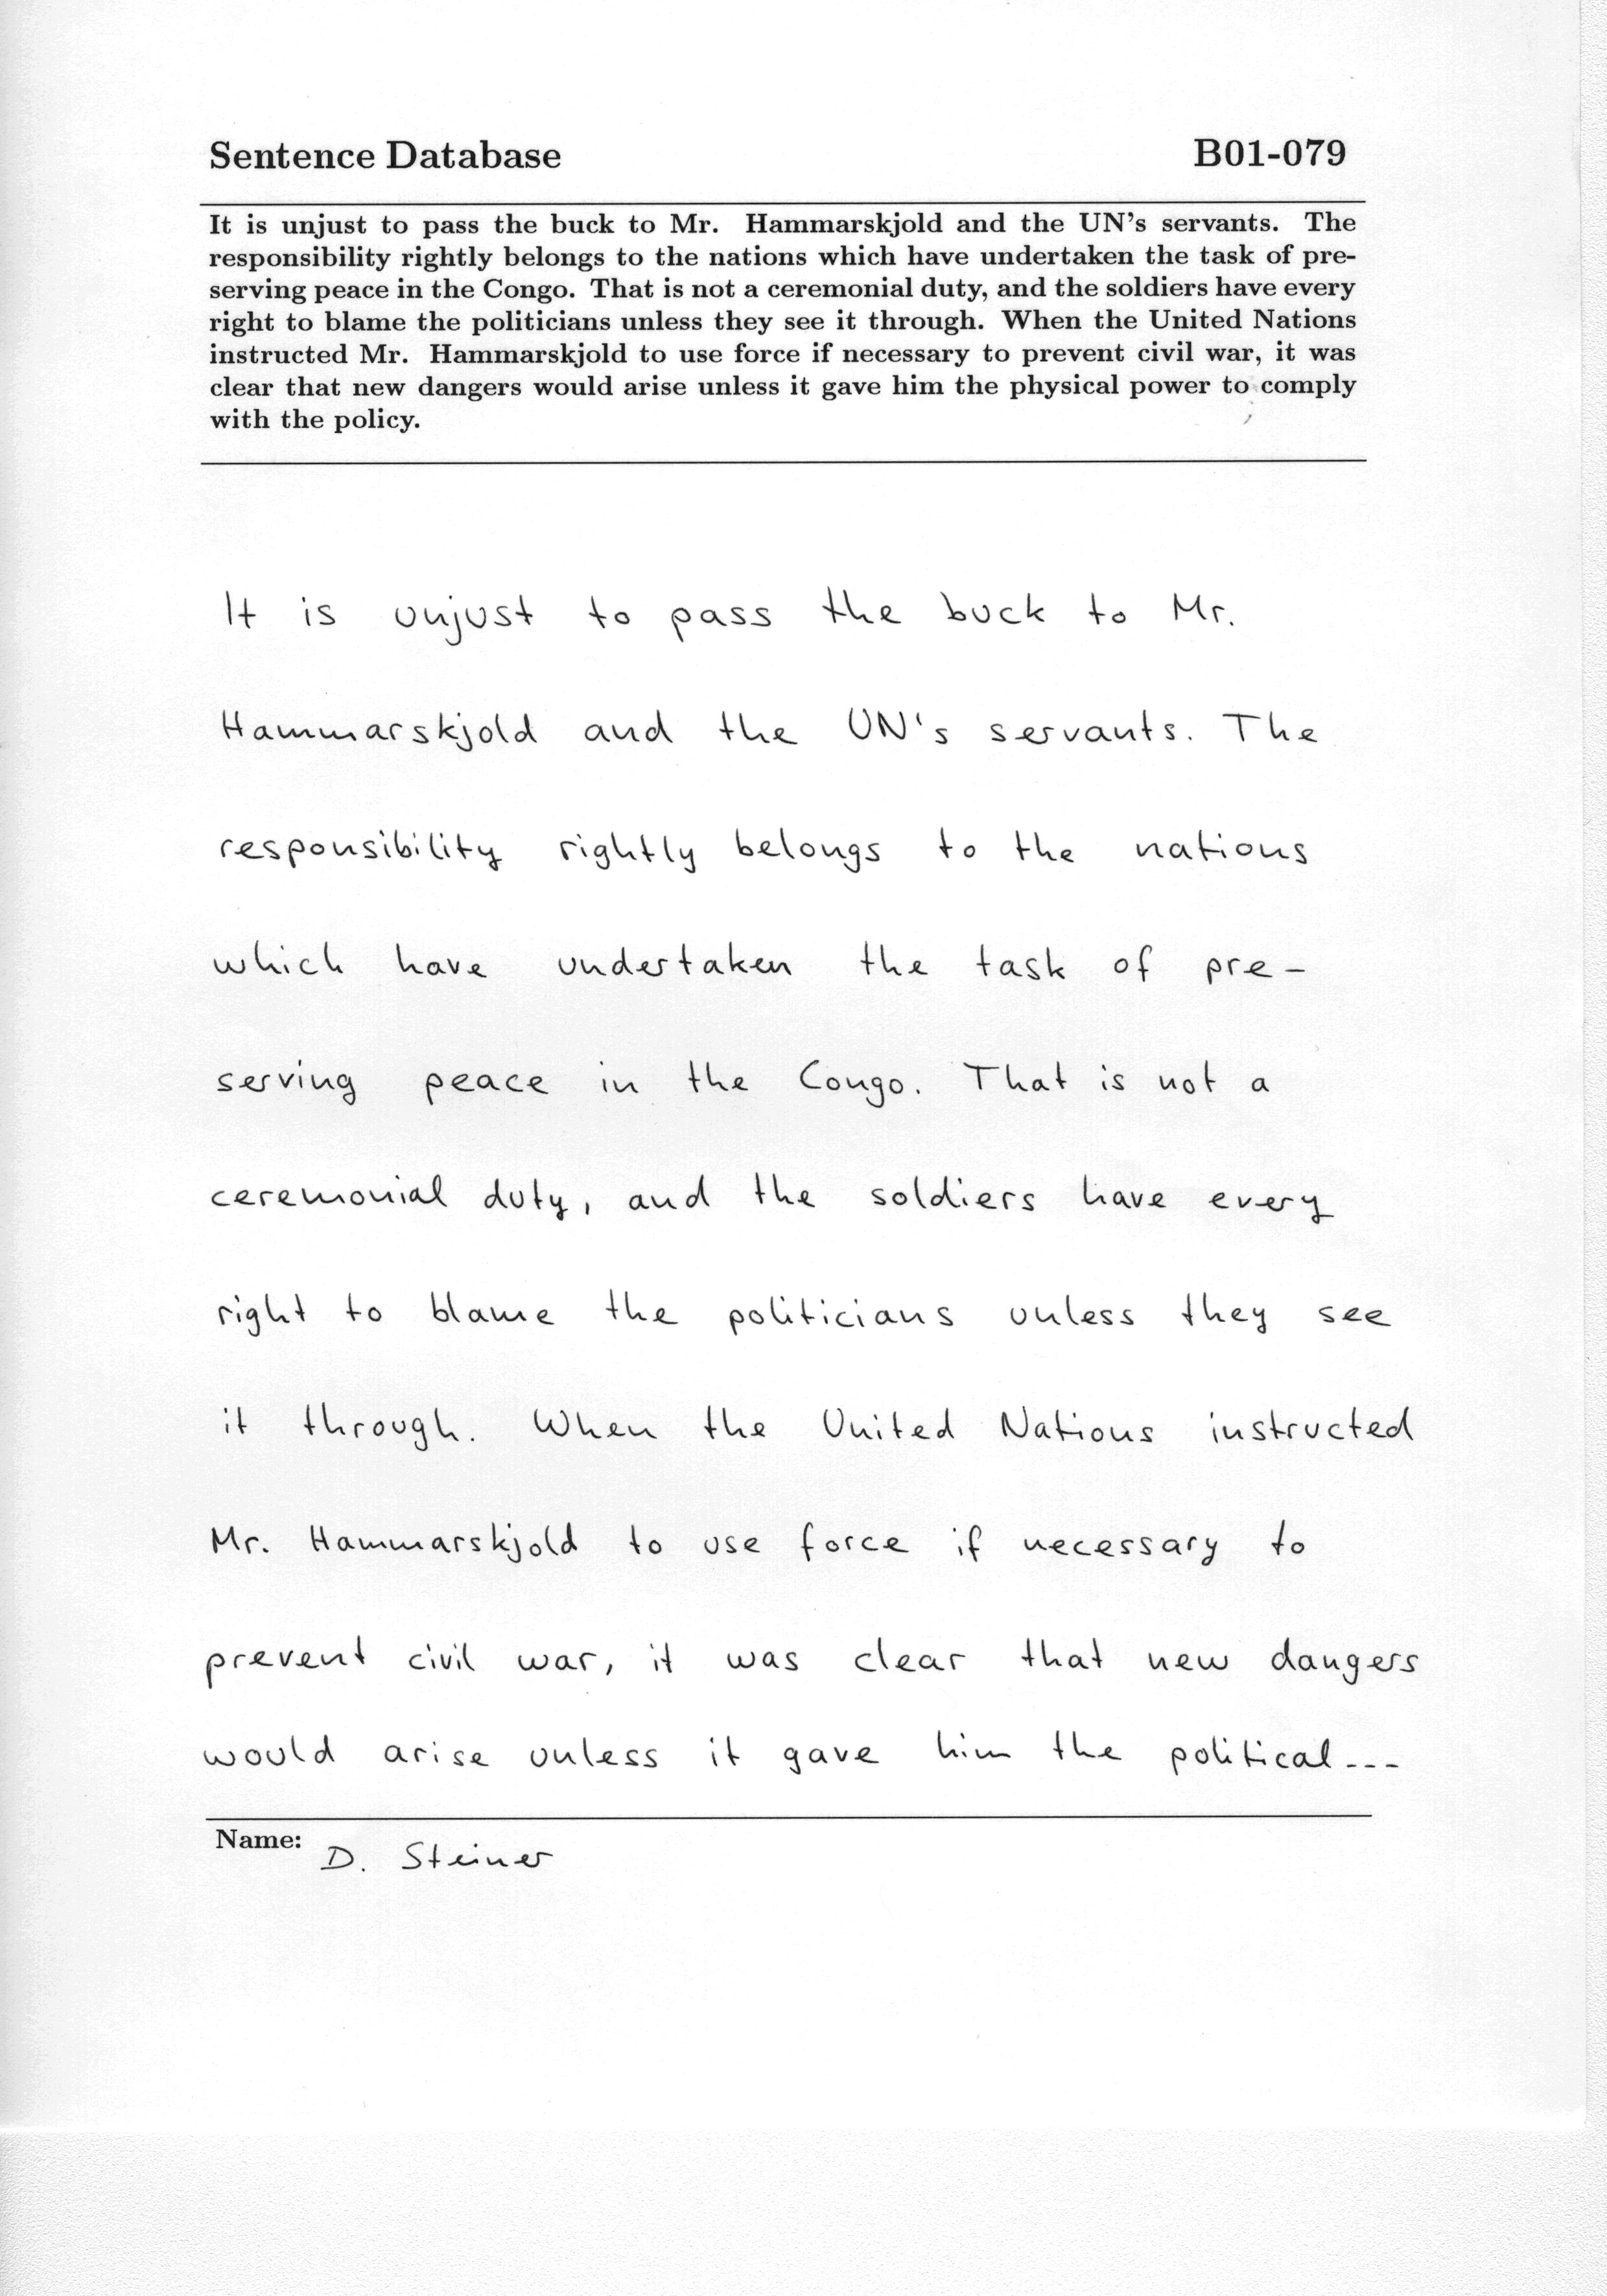 Sentence Database B01-079
It is unjust to pass the buck to Mr. Hammarskjold and the UN's servants. The
responsibility rightly belongs to the nations which have undertaken the task of pre-
serving peace in the Congo. That is not a ceremonial duty, and the soldiers have every
right to blame the politicians unless they see it through. When the United Nations
instructed Mr. Hammarskjold to use force if necessary to prevent civil war, it was
clear that new dangers would arise unless it gave him the physical power to comply
with the policy.
It is unjust to pass the buck to Mr.
Hammarskjold and the UN's servants. The
responsibility rightly belongs to the nations
which have undertaken the task of pre-
serving peace in the Congo. That is not a
ceremonial duty, and the soldiers have every
right to blame the politicians unless they see
it through. When the United Nations instructed
Mr. Hammarskjold to use force if necessary to
prevent civil war, it was clear that new dangers
would arise unless it gave him the political---
Name: D. Steiner